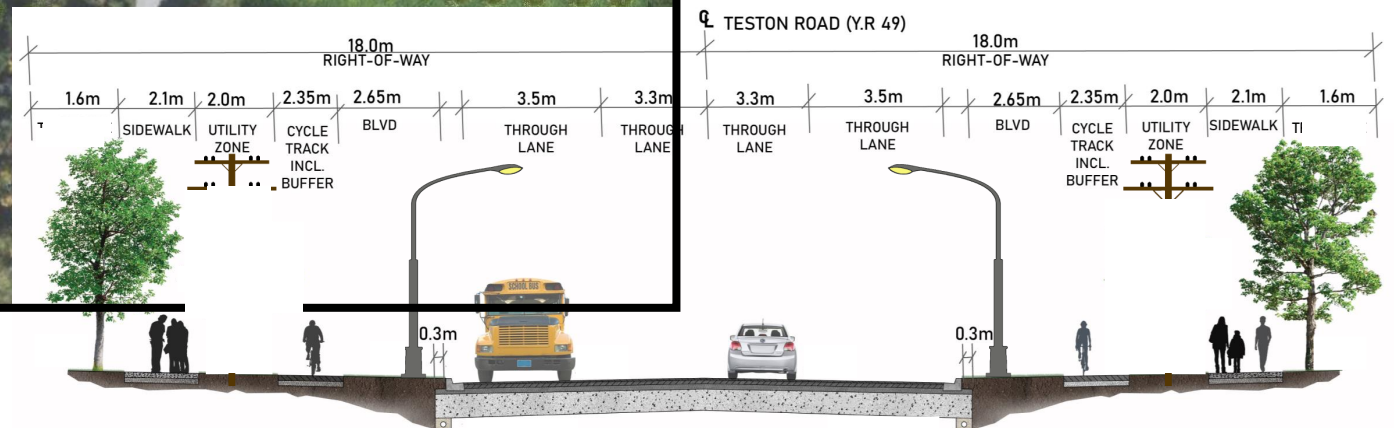 ℄ TESTON ROAD (Y.R 49)
18.0m
RIGHT-OF-WAY
18.0m
RIGHT-OF-WAY
1.6m 2.1m 2.0m 2.35m 2.65m 3.5m 3.3m 3.3m 3.5m 2.65m 2.35m 2.0m 2.1m 1.6m
SIDEWALK
UTILITY
ZONE
CYCLE
TRACK
INCL.
BUFFER
BLVD
THROUGH
LANE
THROUGH
LANE
THROUGH
LANE
THROUGH
LANE
BLVD
CYCLE
TRACK
INCL.
BUFFER
UTILITY
ZONE
SIDEWALK
SCHOOL BUS
0.3m
0.3m